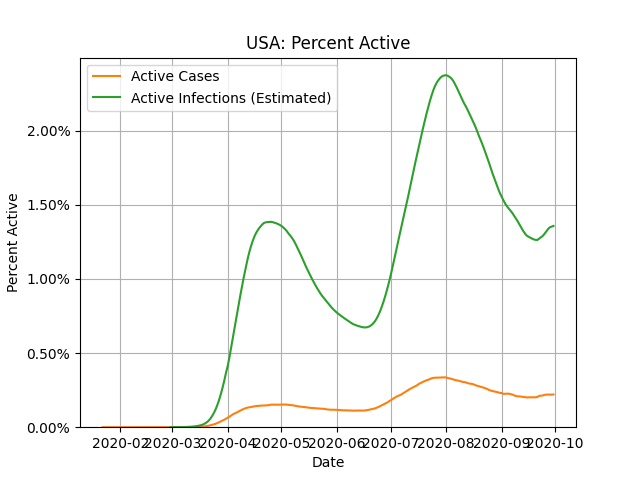 USA: Percent Active
Active Cases
Active Infections (Estimated)
2.00%
1.50%
1.00%
0.50%
0.00%
Percent Active
2020-02 2020-03 2020-04 2020-05 2020-06 2020-07 2020-08 2020-09 2020-10
Date